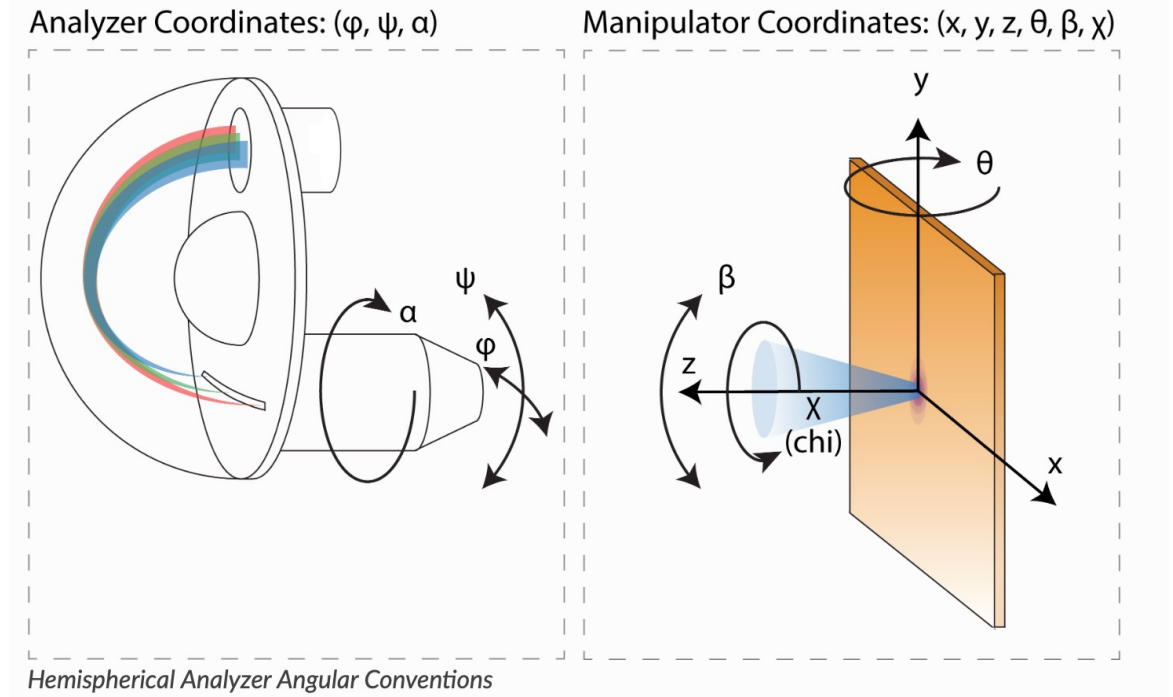 Analyzer Coordinates: (φ, ψ, α)
Manipulator Coordinates: (x, y, z, θ, β, χ)
α
ψ
φ
y
θ
β
z
χ
(chi)
x
Hemispherical Analyzer Angular Conventions